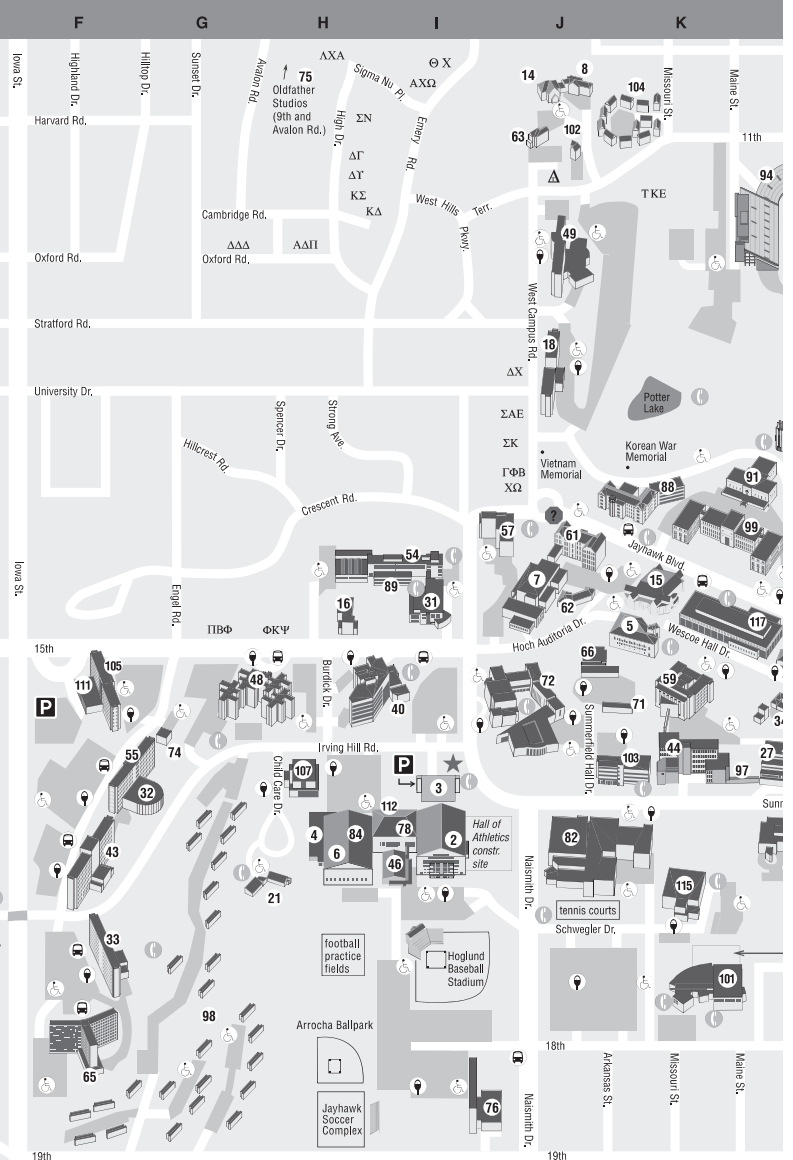 F G H I J K
Iowa St.
Highland Dr.
Hilltop Dr.
Sunset Dr.
Avalon Rd.
75
Oldfather
Studios
(9th and
Avalon Rd.)
ΛΧΑ
Sigma Nu Pl.
Θ Χ
ΑΧΩ
High Dr.
ΣΝ
Emery Rd.
ΔΓ
ΔΥ
ΚΣ
ΚΔ
14
8
104
Missouri St.
Maine St.
63
102
11th
94
Harvard Rd.
West Hills Terr.
Pkwy.
ΤΚΕ
Cambridge Rd.
ΔΔΔ
ΑΔΠ
Oxford Rd.
Oxford Rd.
49
West Campus Rd.
Stratford Rd.
18
ΔΧ
University Dr.
Potter
Lake
ΣΑΕ
Spencer Dr.
Strong Ave.
Hillcrest Rd.
ΣΚ
Korean War
Memorial
Vietnam
Memorial
ΓΦΒ
ΧΩ
91
88
Crescent Rd.
?
57
61
99
Jayhawk Blvd.
Iowa St.
54
89
16
31
7
15
62
117
Engel Rd.
5
Hoch Auditoria Dr.
Wescoe Hall Dr.
ΠΒΦ
ΦΚΨ
15th
105
111
P
48
Burdick Dr.
40
66
72
59
71
34
Summerfield Hall Dr.
55
74
Irving Hill Rd.
44
27
103
97
Child Care Dr.
107
P
3
32
Sunn
112
4
84
78
2
6
46
Hall of
Athletics
constr.
site
82
43
Naismith Dr.
21
115
tennis courts
Schwegler Dr.
33
football
practice
fields
Hoglund
Baseball
Stadium
101
98
Arrocha Ballpark
18th
65
Arkansas St.
Missouri St.
Maine St.
Jayhawk
Soccer
Complex
76
Naismith Dr.
19th
19th